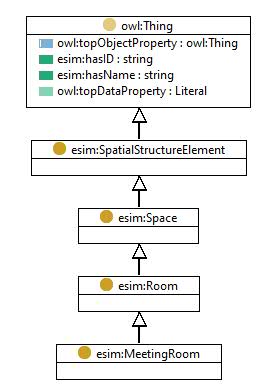 owl:Thing
owl:topObjectProperty : owl:Thing
esim:hasID : string
esim:hasName : string
owl:topDataProperty : Literal
esim:SpatialStructureElement
esim:Space
esim:Room
esim:MeetingRoom